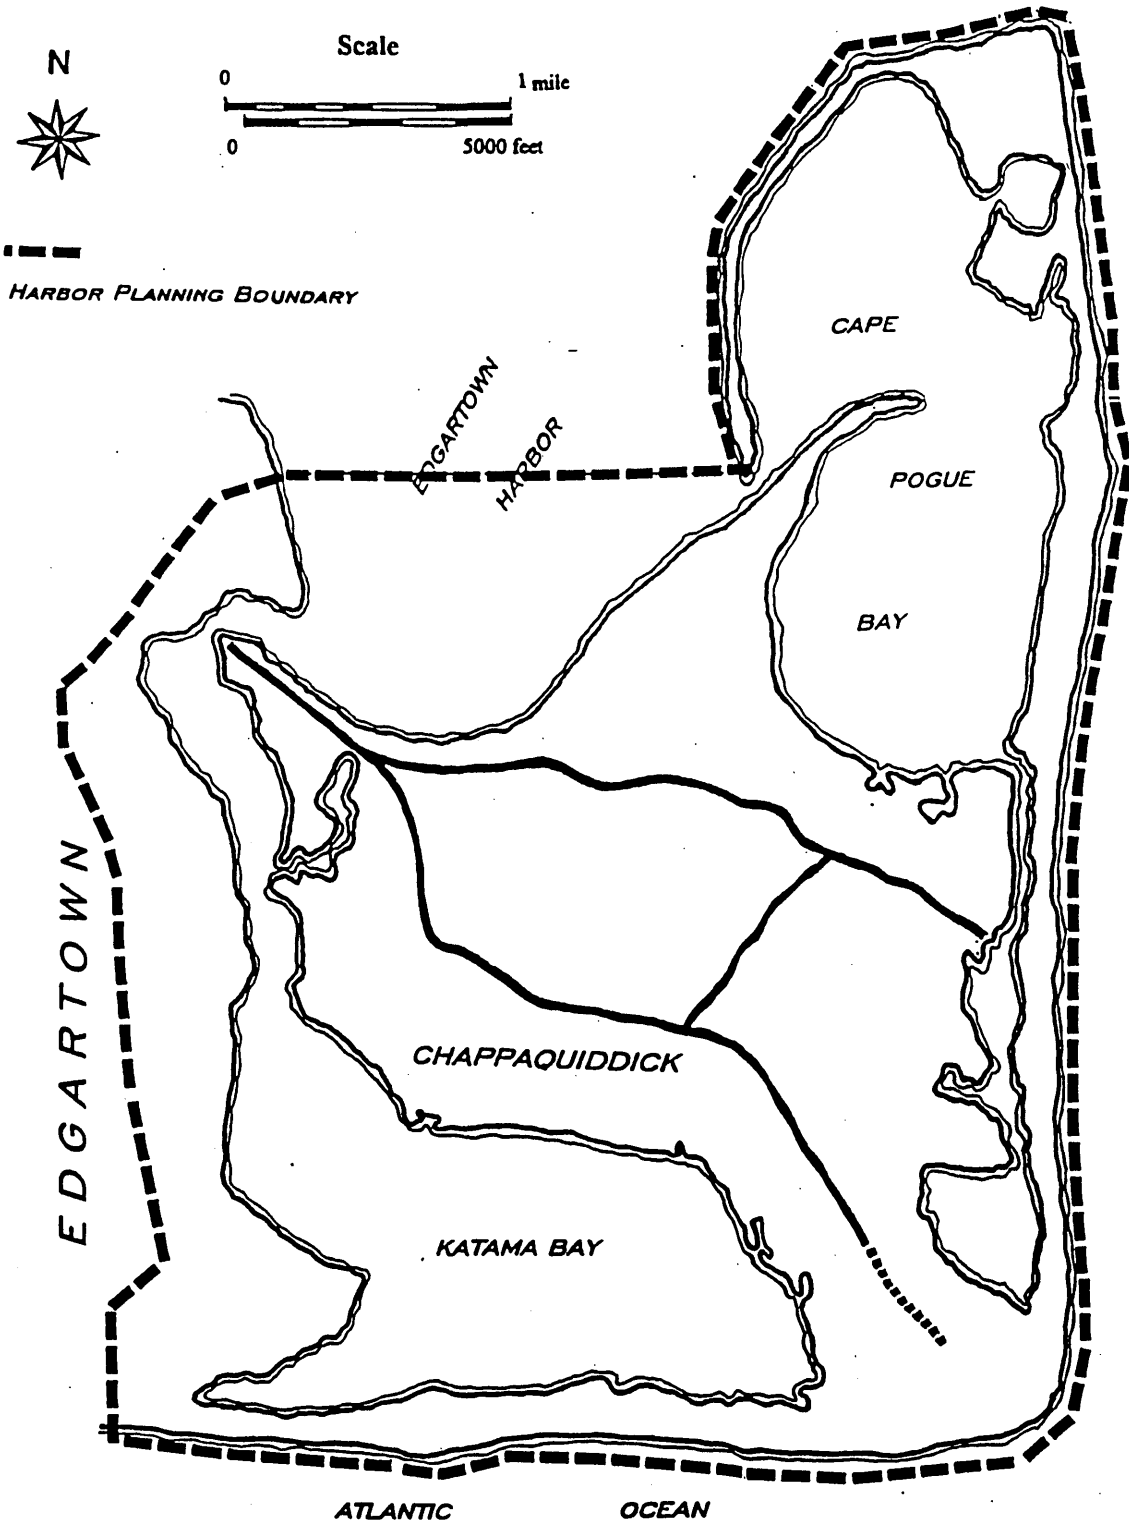 N
Scale
0 1 mile
0 5000 feet
HARBOR PLANNING BOUNDARY
CAPE
EDGARTOWN
HARBOR
POGUE
BAY
EDGARTOWN
CHAPPAQUIDDICK
KATAMA BAY
ATLANTIC OCEAN